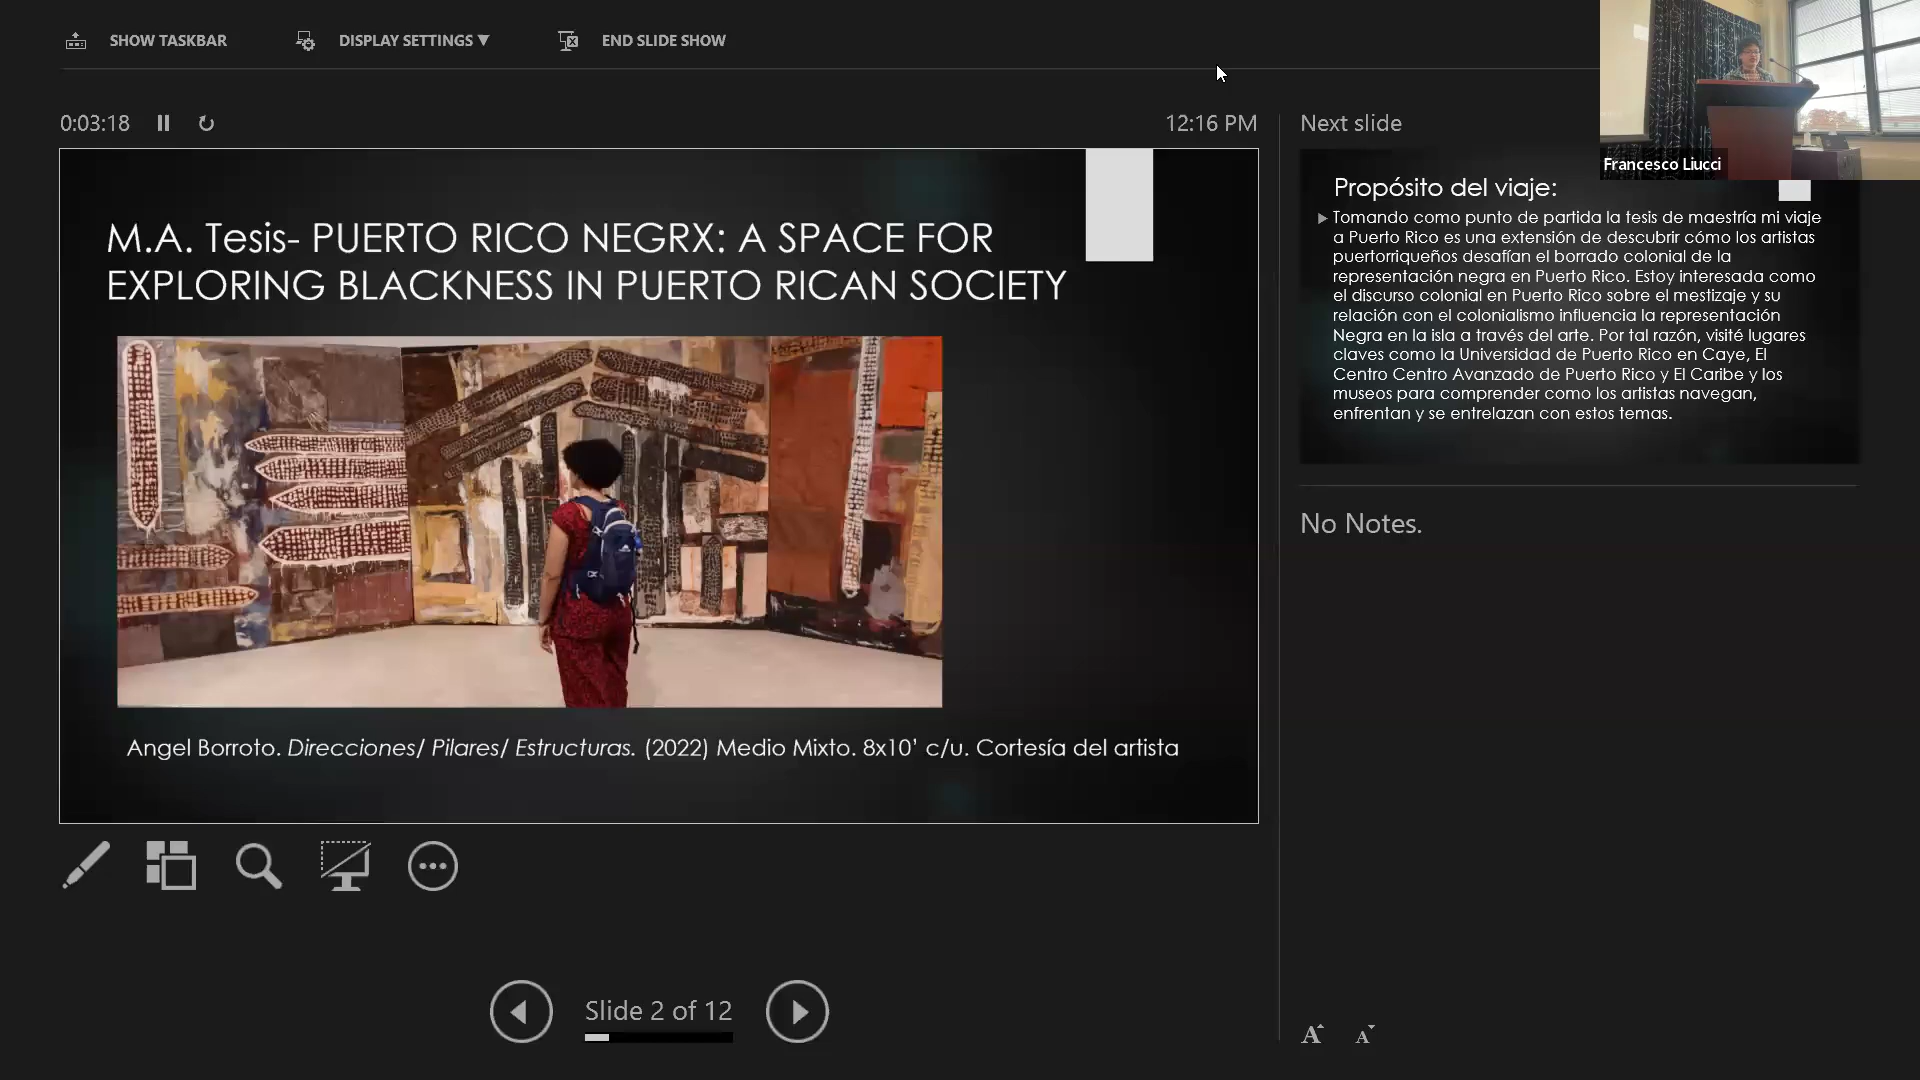 SHOW TASKBAR
DISPLAY SETTINGS ▼
END SLIDE SHOW
0:03:18
12:16 PM
Next slide
Francesco Liucci
M.A. Tesis- PUERTO RICO NEGRX: A SPACE FOR
EXPLORING BLACKNESS IN PUERTO RICAN SOCIETY
Angel Borroto. Direcciones/ Pilares/ Estructuras. (2022) Medio Mixto. 8x10’ c/u. Cortesía del artista
Propósito del viaje:
Tomando como punto de partida la tesis de maestría mi viaje
a Puerto Rico es una extensión de descubrir cómo los artistas
puertorriqueños desafían el borrado colonial de la
representación negra en Puerto Rico. Estoy interesada como
el discurso colonial en Puerto Rico sobre el mestizaje y su
relación con el colonialismo influencia la representación
Negra en la isla a través del arte. Por tal razón, visité lugares
claves como la Universidad de Puerto Rico en Caye, El
Centro Centro Avanzado de Puerto Rico y El Caribe y los
museos para comprender como los artistas navegan,
enfrentan y se entrelazan con estos temas.
No Notes.
Slide 2 of 12
A A